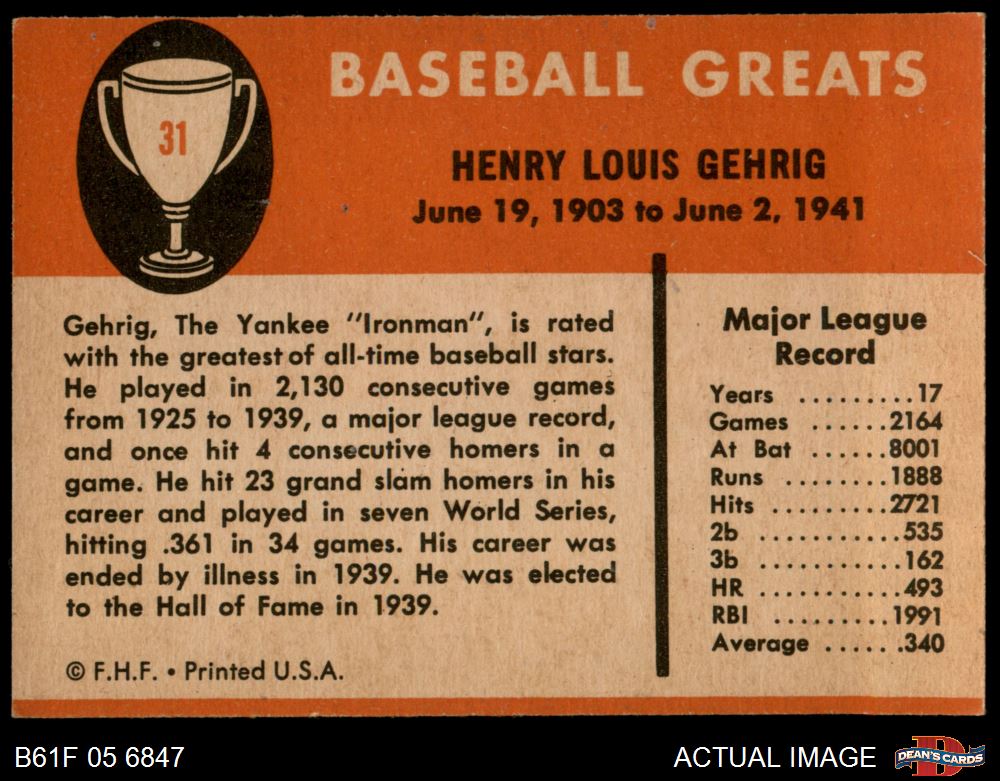 31
BASEBALL GREATS
HENRY LOUIS GEHRIG
June 19, 1903 to June 2, 1941
Gehrig, The Yankee "Ironman", is rated
with the greatest of all-time baseball stars.
He played in 2,130 consecutive games
from 1925 to 1939, a major league record,
and once hit 4 consecutive homers in a
game. He hit 23 grand slam homers in his
career and played in seven World Series,
hitting .361 in 34 games. His career was
ended by illness in 1939. He was elected
to the Hall of Fame in 1939.
© F.H.F. • Printed U.S.A.
Major League
Record
Years .........17
Games ......2164
At Bat ......8001
Runs ........1888
Hits .........2721
2b ...........535
3b ...........162
HR ...........493
RBI .........1991
Average ......340
B61F 05 6847
ACTUAL IMAGE
D
DEAN'S CARDS